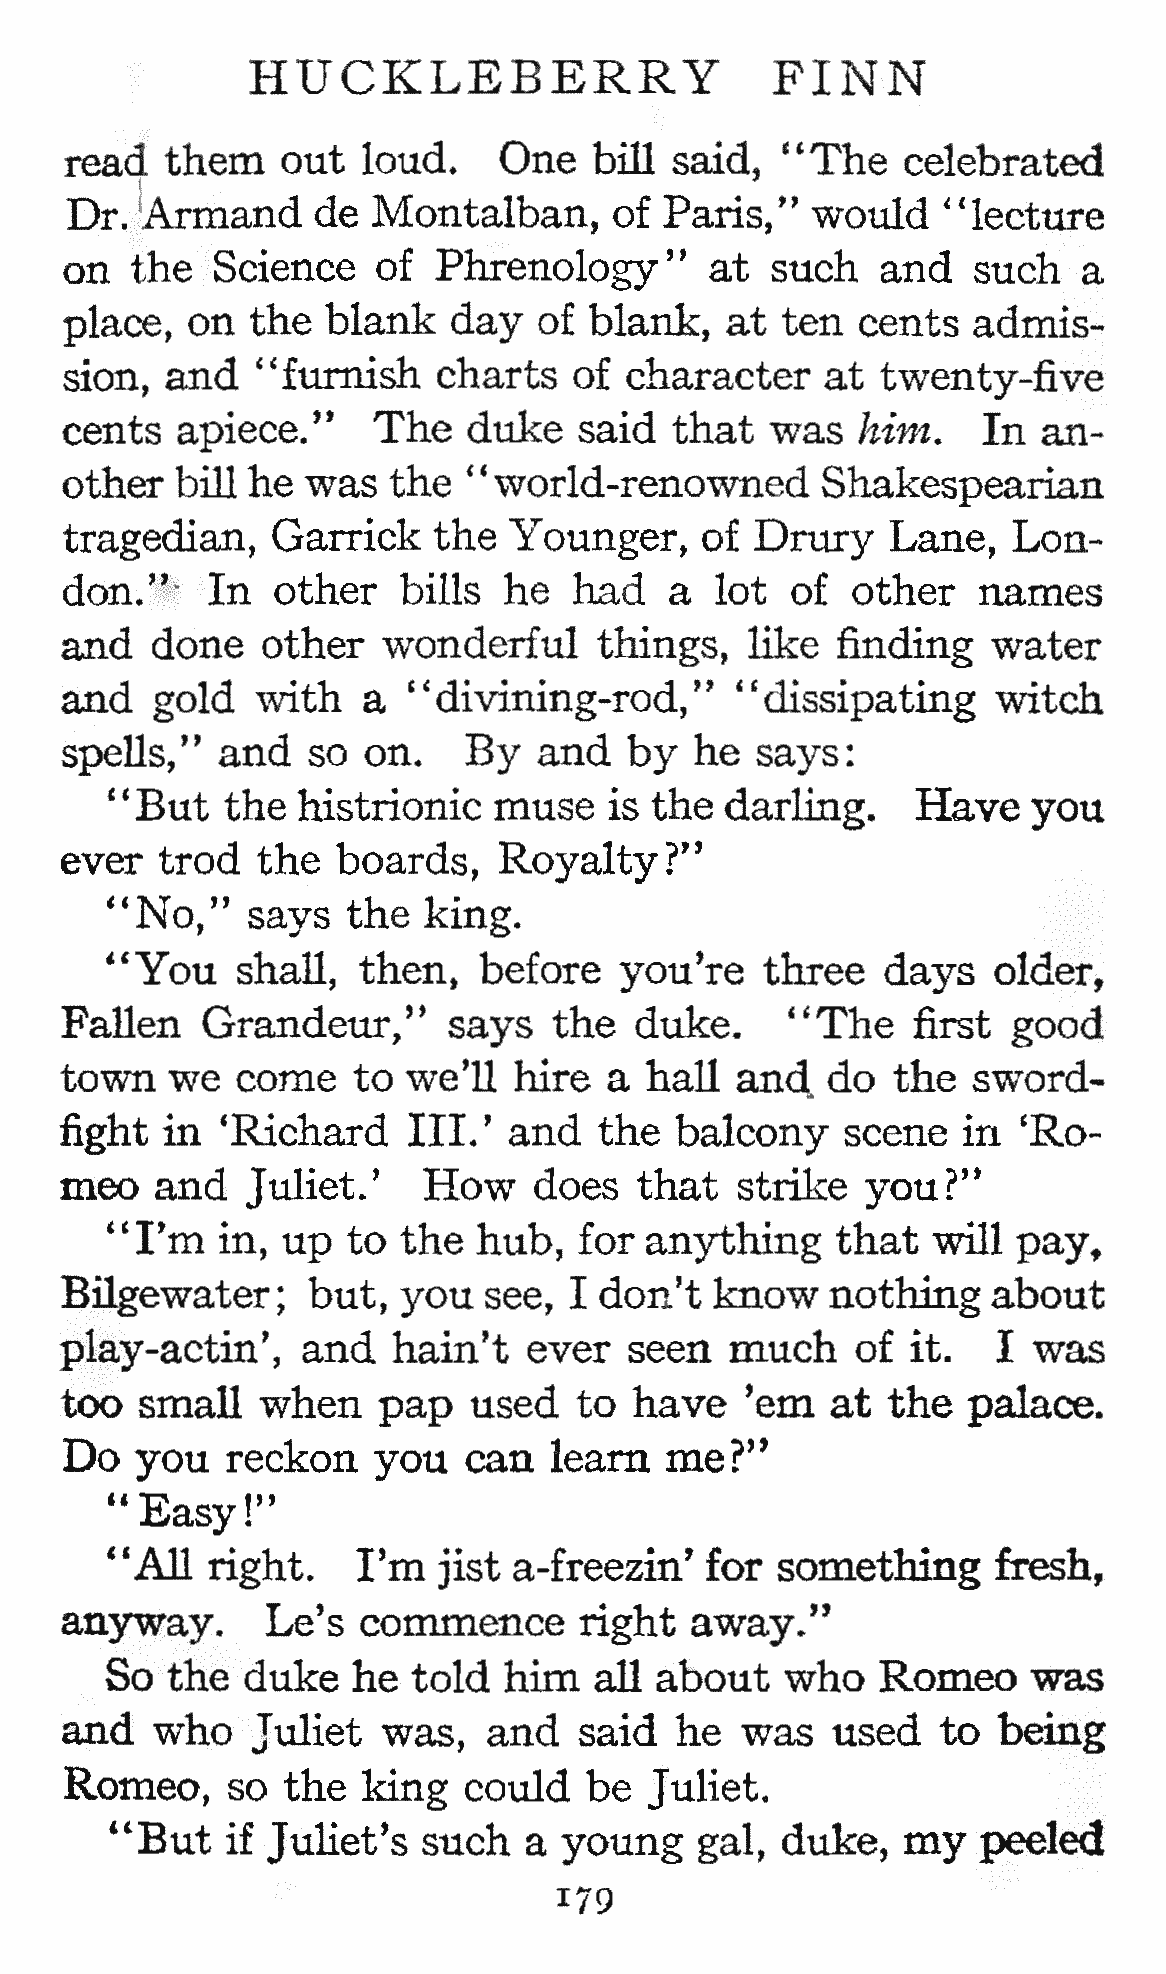 HUCKLEBERRY FINN
read them out loud. One bill said, "The celebrated
Dr. Armand de Montalban, of Paris," would "lecture
on the Science of Phrenology" at such and such a
place, on the blank day of blank, at ten cents admis-
sion, and "furnish charts of character at twenty-five
cents apiece." The duke said that was him. In an-
other bill he was the "world-renowned Shakespearian
tragedian, Garrick the Younger, of Drury Lane, Lon-
don." In other bills he had a lot of other names
and done other wonderful things, like finding water
and gold with a "divining-rod," "dissipating witch
spells," and so on. By and by he says:
"But the histrionic muse is the darling. Have you
ever trod the boards, Royalty?"
"No," says the king.
"You shall, then, before you're three days older,
Fallen Grandeur," says the duke. "The first good
town we come to we'll hire a hall and do the sword-
fight in 'Richard III.' and the balcony scene in 'Ro-
meo and Juliet.' How does that strike you?"
"I'm in, up to the hub, for anything that will pay,
Bilgewater; but, you see, I don't know nothing about
play-actin', and hain't ever seen much of it. I was
too small when pap used to have 'em at the palace.
Do you reckon you can learn me?"
"Easy!"
"All right. I'm jist a-freezin' for something fresh,
anyway. Le's commence right away."
So the duke he told him all about who Romeo was
and who Juliet was, and said he was used to being
Romeo, so the king could be Juliet.
"But if Juliet's such a young gal, duke, my peeled
179